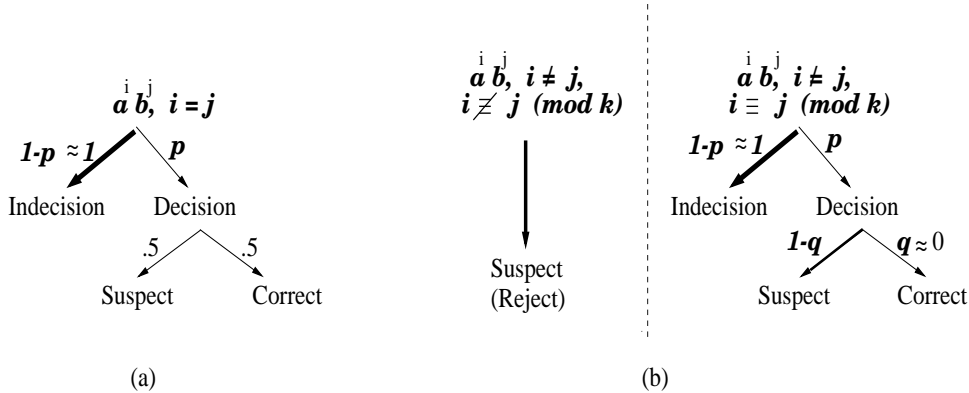 a^i b^j, i = j
1-p ≈ 1
p
Indecision
Decision
.5
.5
Suspect
Correct
(a)
a^i b^j, i ≠ j,
i ≢ j (mod k)
Suspect
(Reject)
a^i b^j, i ≠ j,
i ≡ j (mod k)
1-p ≈ 1
p
Indecision
Decision
1-q
q ≈ 0
Suspect
Correct
(b)